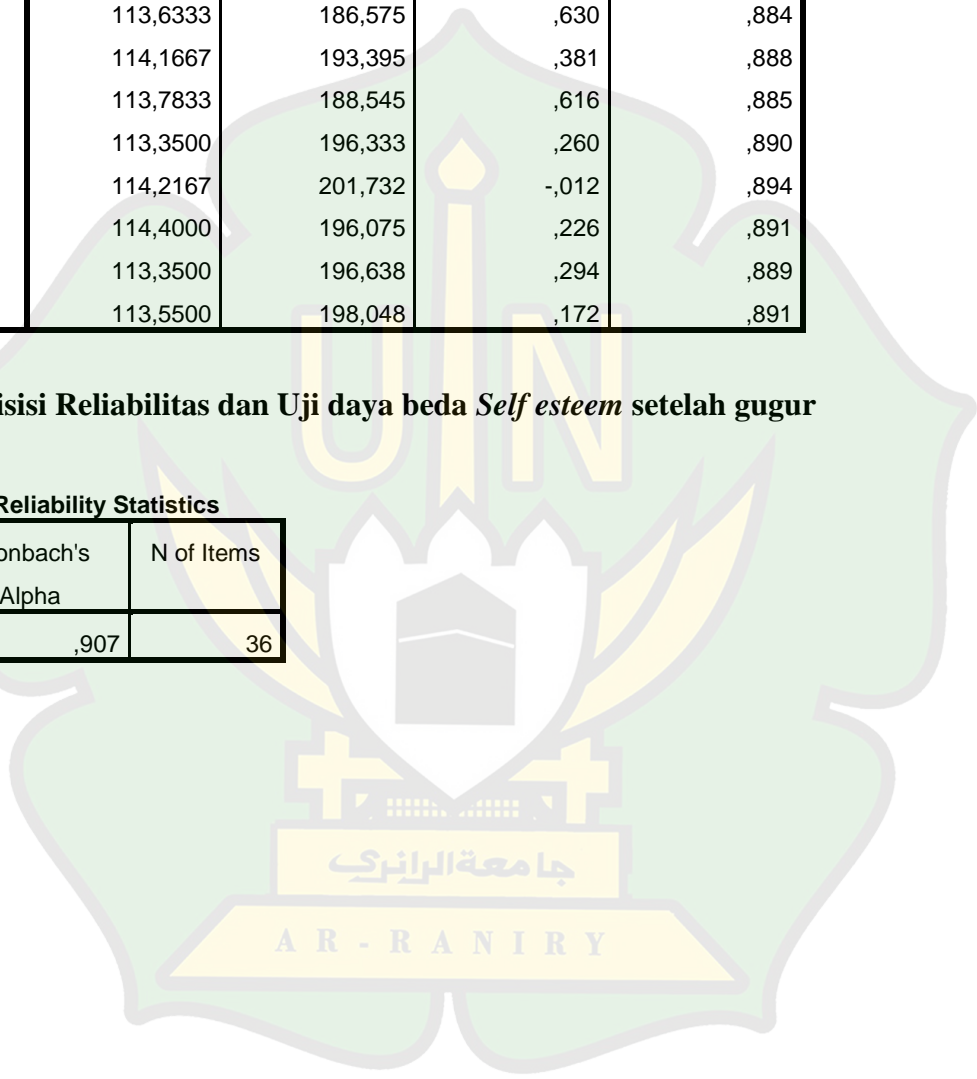 113,6333 186,575 ,630 ,884
114,1667 193,395 ,381 ,888
113,7833 188,545 ,616 ,885
113,3500 196,333 ,260 ,890
114,2167 201,732 -,012 ,894
114,4000 196,075 ,226 ,891
113,3500 196,638 ,294 ,889
113,5500 198,048 ,172 ,891
isisi Reliabilitas dan Uji daya beda Self esteem setelah gugur
Reliability Statistics
onbach's N of Items
Alpha
,907 36
UIN
جامعة الرانري
AR-RANIRY